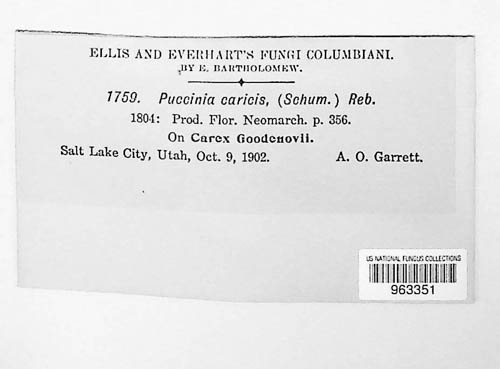 ELLIS AND EVERHART'S FUNGI COLUMBIANI.
BY E. BARTHOLOMEW.
1759. Puccinia caricis, (Schum.) Reb.
1804: Prod. Flor. Neomarch. p. 356.
On Carex Goodenovii.
Salt Lake City, Utah, Oct. 9, 1902. A. O. Garrett.
US NATIONAL FUNGUS COLLECTIONS
963351